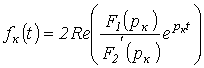 f_к(t) = 2 Re( F_1(p_к) / F_2'(p_к) e^{p_к t} )